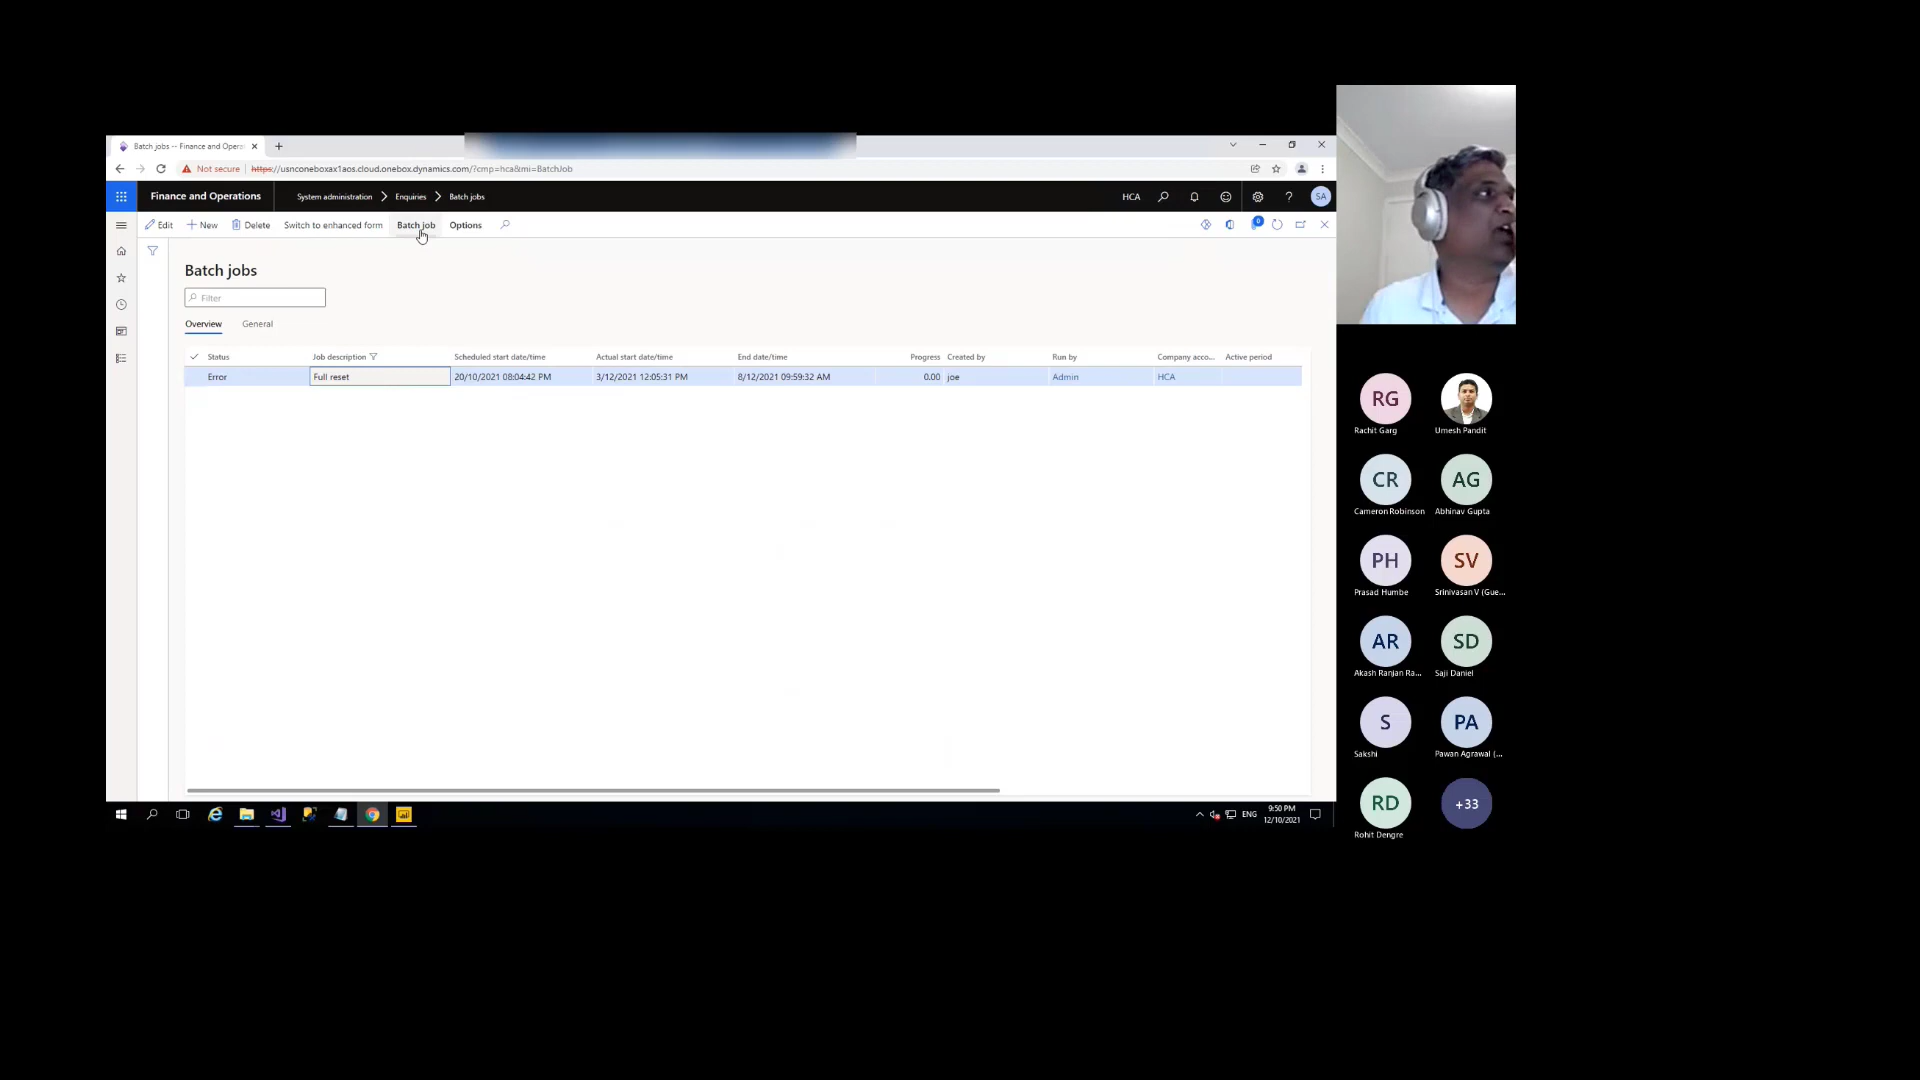 Batch jobs -- Finance and Opera
Not secure https://usnconeboxax1aos.cloud.onebox.dynamics.com/?cmp=hca&mi=BatchJob
Finance and Operations System administration Enquiries Batch jobs HCA ? SA
Edit New Delete Switch to enhanced form Batch job Options 0
Batch jobs
Filter
Overview General
Status Job description Scheduled start date/time Actual start date/time End date/time Progress Created by Run by Company acco... Active period
Error Full reset 20/10/2021 08:04:42 PM 3/12/2021 12:05:31 PM 8/12/2021 09:59:32 AM 0.00 joe Admin HCA
ENG 9:50 PM
12/10/2021
RG
Rachit Garg Umesh Pandit
CR AG
Cameron Robinson Abhinav Gupta
PH SV
Prasad Humbe Srinivasan V (Gue...
AR SD
Akash Ranjan Ra... Saji Daniel
S PA
Sakshi Pawan Agrawal (...
RD +33
Rohit Dengre